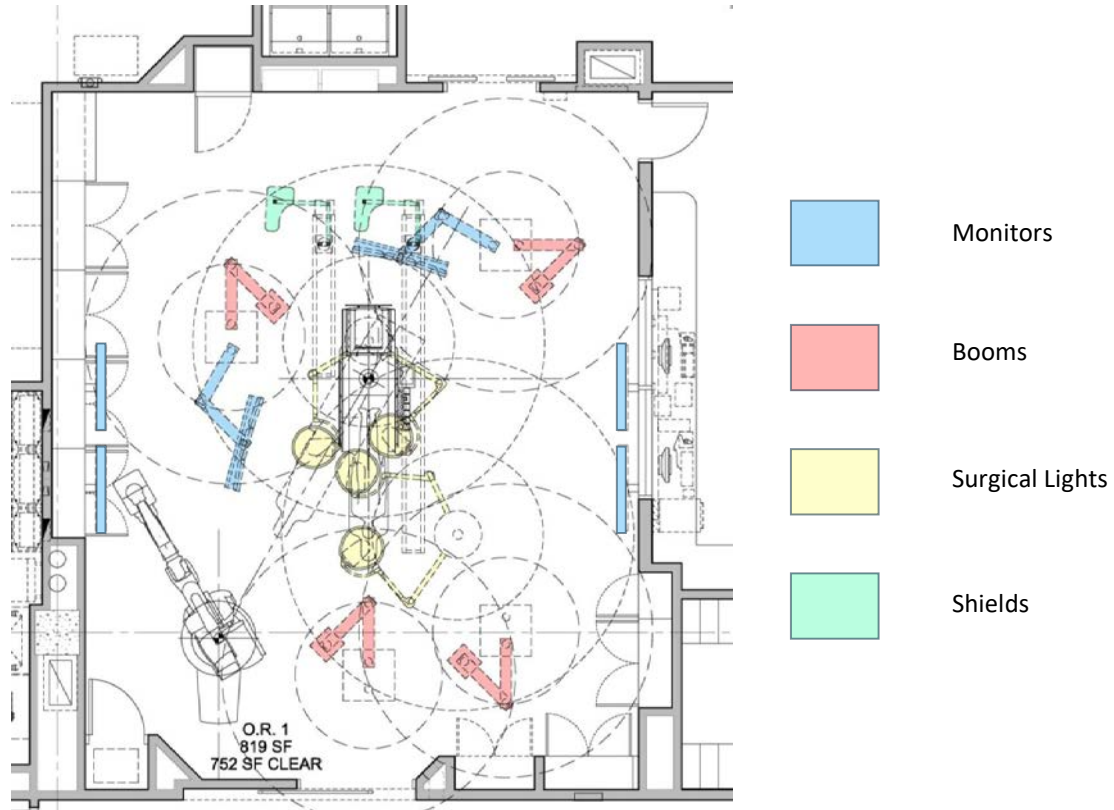 Monitors
Booms
Surgical Lights
Shields
O.R. 1
819 SF
752 SF CLEAR